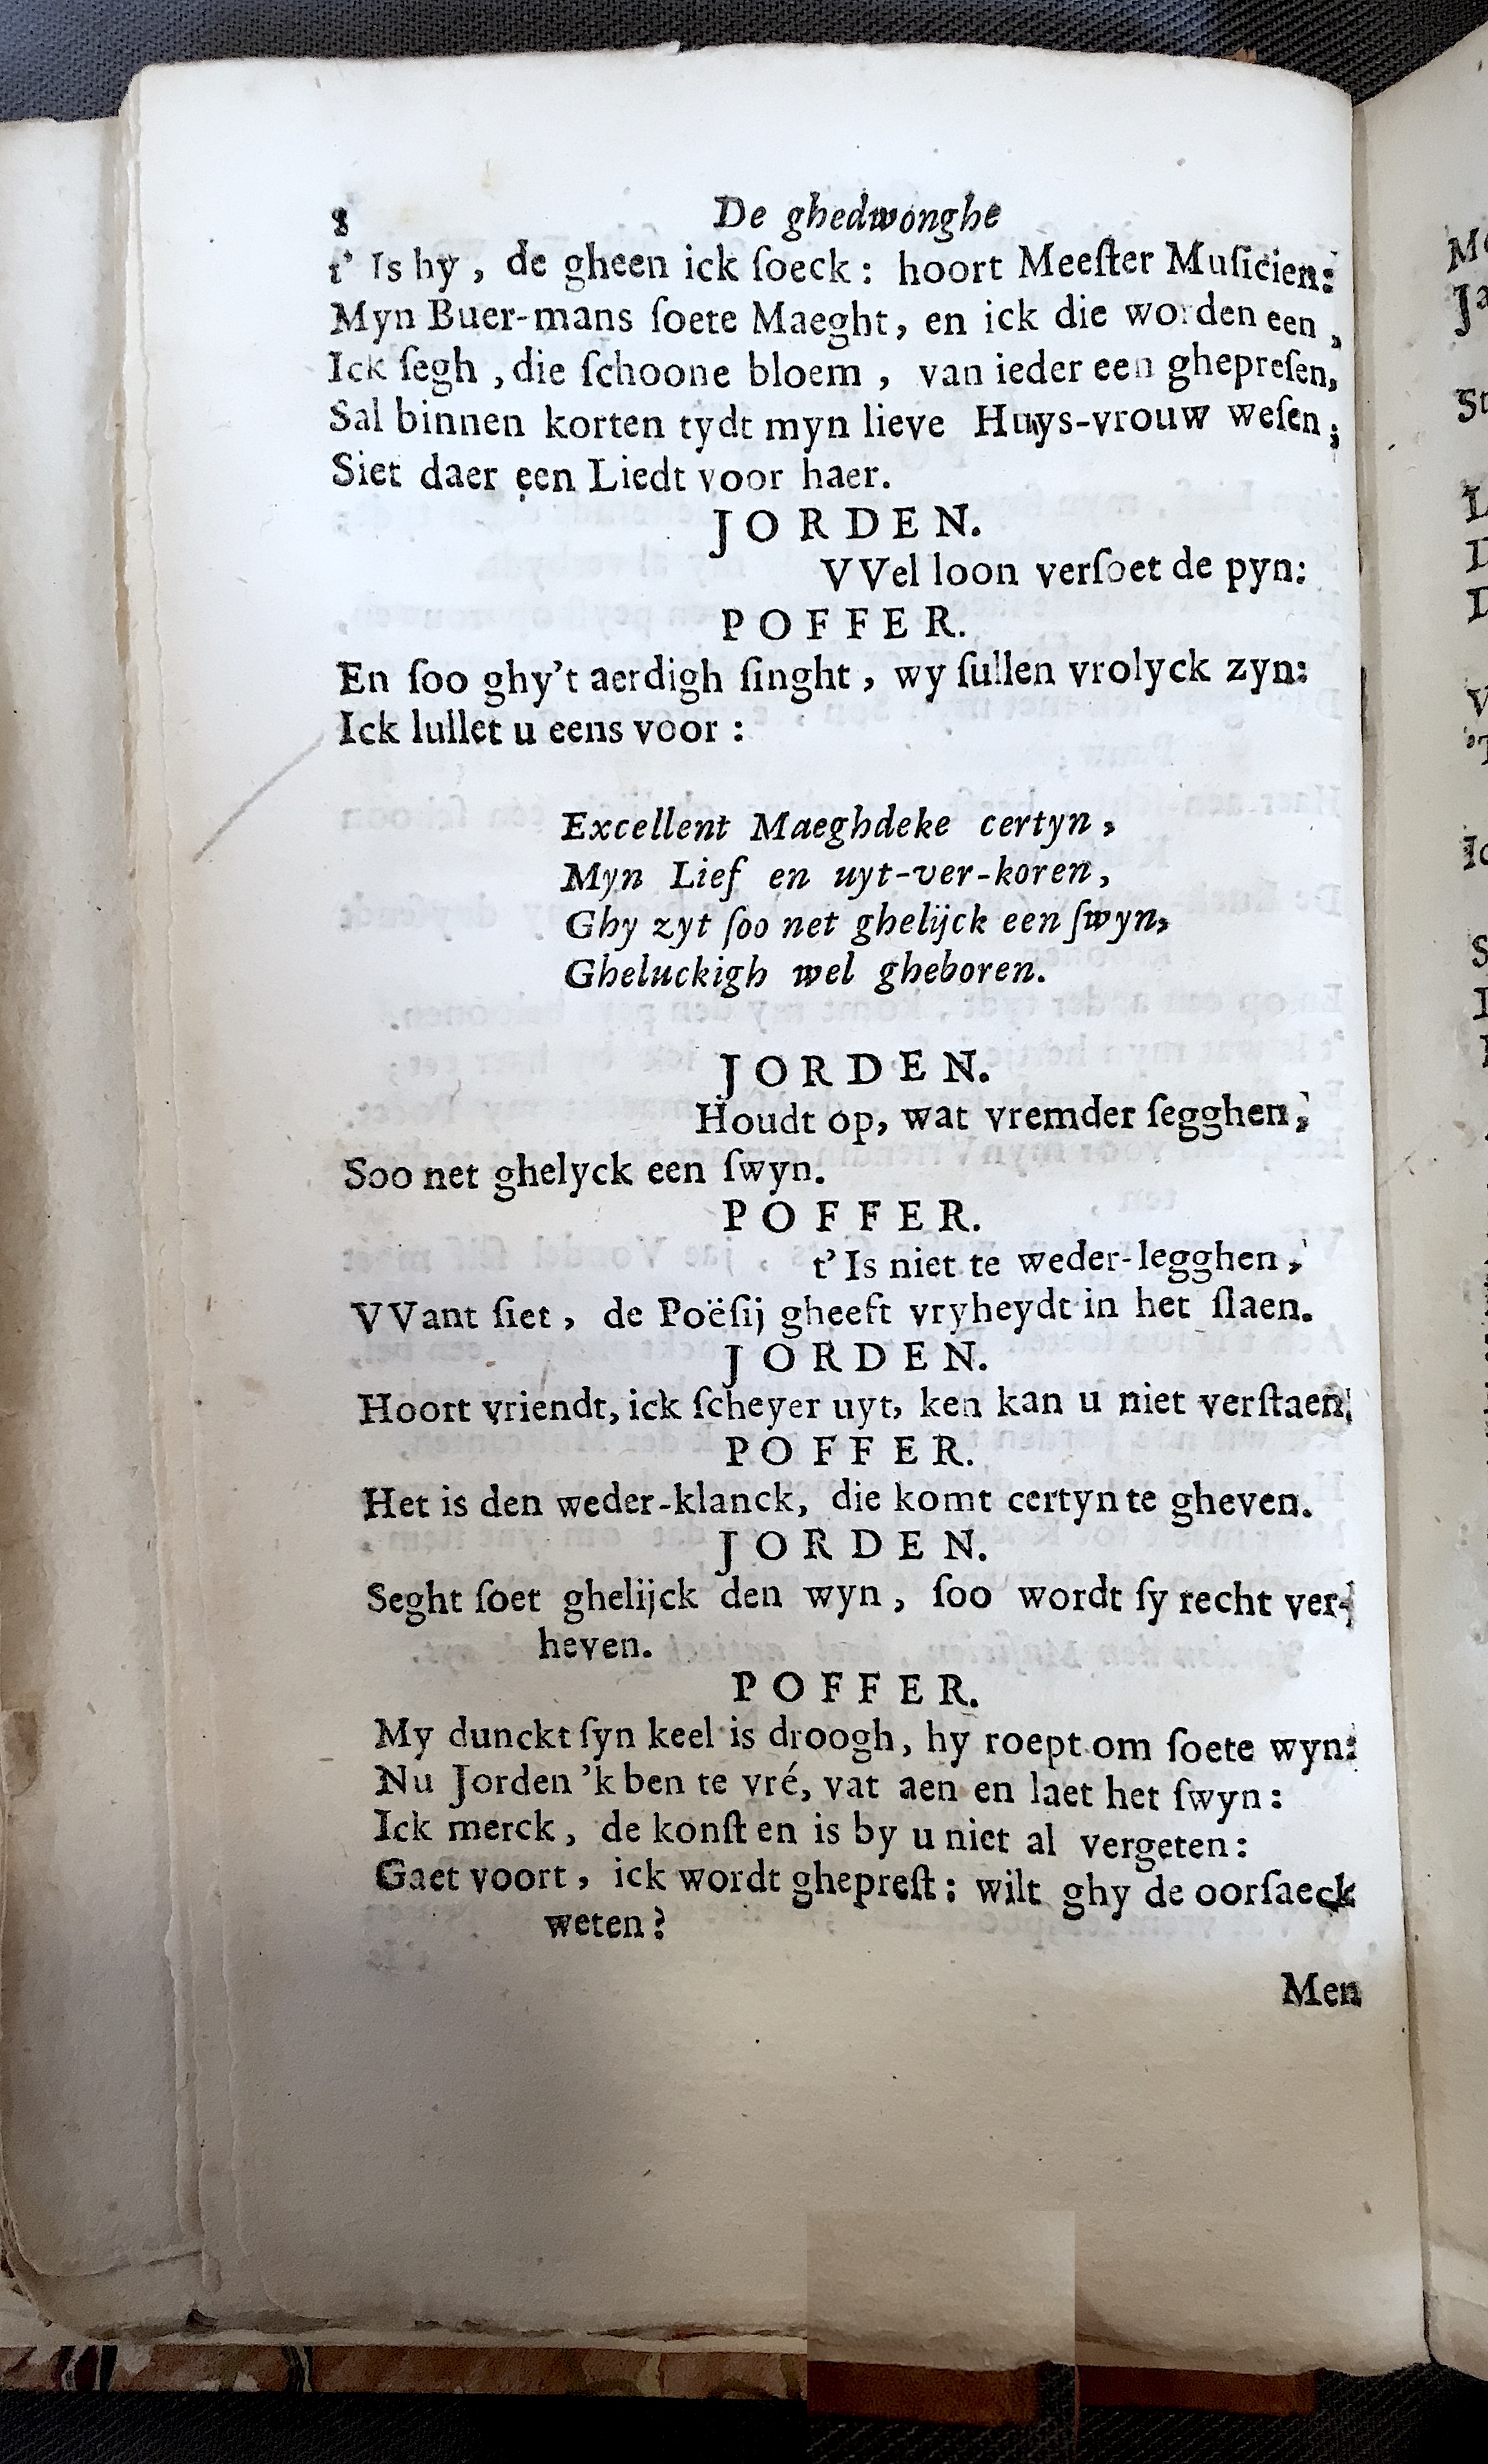 8 De ghedwonghe
t' Is hy, de gheen ick ſoeck: hoort Meeſter Muſicien:
Myn Buer-mans ſoete Maeght, en ick die worden een,
Ick ſegh, die ſchoone bloem, van ieder een ghepreſen,
Sal binnen korten tydt myn lieve Huys-vrouw weſen;
Siet daer een Liedt voor haer.
JORDEN.
VVel loon verſoet de pyn:
POFFER.
En ſoo ghy't aerdigh ſinght, wy ſullen vrolyck zyn:
Ick lullet u eens voor:
Excellent Maeghdeke certyn,
Myn Lief en uyt-ver-koren,
Ghy zyt ſoo net ghelijck een ſwyn,
Gheluckigh wel gheboren.
JORDEN.
Houdt op, wat vremder ſegghen,
Soo net ghelyck een ſwyn.
POFFER.
t' Is niet te weder-legghen,
VVant ſiet, de Poëſij gheeft vryheydt in het ſlaen.
JORDEN.
Hoort vriendt, ick ſcheyer uyt, ken kan u niet verſtaen.
POFFER.
Het is den weder-klanck, die komt certyn te gheven.
JORDEN.
Seght ſoet ghelijck den wyn, ſoo wordt ſy recht ver-
heven.
POFFER.
My dunckt ſyn keel is droogh, hy roept om ſoete wyn:
Nu Jorden 'k ben te vré, vat aen en laet het ſwyn:
Ick merck, de konſt en is by u niet al vergeten:
Gaet voort, ick wordt ghepreſt: wilt ghy de oorſaeck
weten?
Men